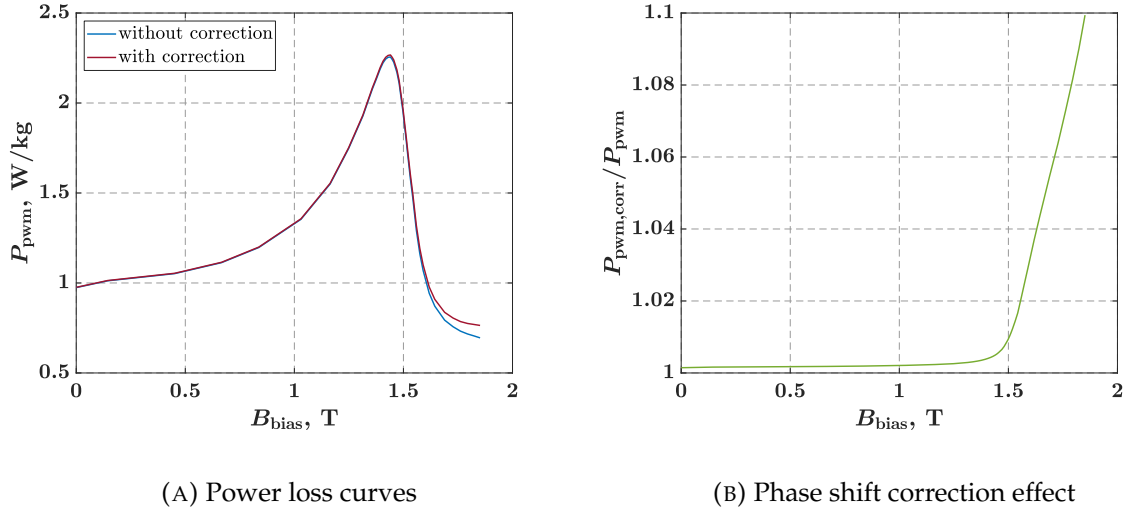 2.5
2
1.5
1
0.5
P_pwm, W/kg
without correction
with correction
0 0.5 1 1.5 2
B_bias, T
(A) Power loss curves
1.1
1.08
1.06
1.04
1.02
1
P_pwm,corr/P_pwm
0 0.5 1 1.5 2
B_bias, T
(B) Phase shift correction effect